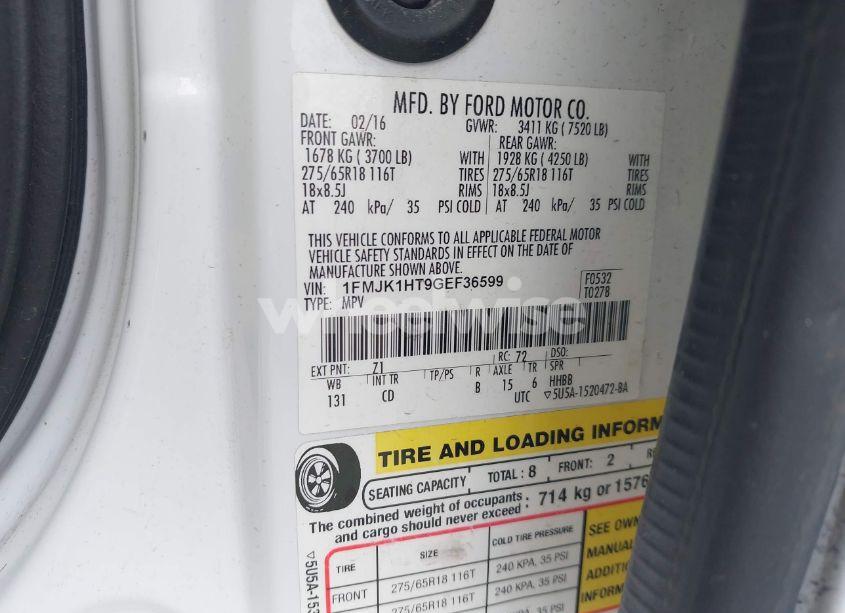 MFD. BY FORD MOTOR CO.
DATE: 02/16 GVWR: 3411 KG ( 7520 LB)
FRONT GAWR: REAR GAWR:
1678 KG ( 3700 LB) WITH 1928 KG ( 4250 LB) WITH
275/65R18 116T TIRES 275/65R18 116T TIRES
18x8.5J RIMS 18x8.5J RIMS
AT 240 kPa/ 35 PSI COLD AT 240 kPa/ 35 PSI COLD
THIS VEHICLE CONFORMS TO ALL APPLICABLE FEDERAL MOTOR
VEHICLE SAFETY STANDARDS IN EFFECT ON THE DATE OF
MANUFACTURE SHOWN ABOVE.
VIN: 1FMJK1HT9GEF36599 F0532
TYPE: MPV T0278
wheelwise
EXT PNT: 71 RC: 72 DSO:
WB INT TR TP/PS R AXLE TR SPR
131 CD B 15 6 HHBB
UTC ▽5U5A-1520472-BA
TIRE AND LOADING INFORM
SEATING CAPACITY TOTAL: 8 FRONT: 2
The combined weight of occupants and cargo should never exceed : 714 kg or 1576
TIRE SIZE COLD TIRE PRESSURE SEE OWN
FRONT 275/65R18 116T 240 KPA, 35 PSI MANUAL
275/65R18 116T 240 KPA, 35 PSI ADDITIO
INFORM
▽5U5A-153